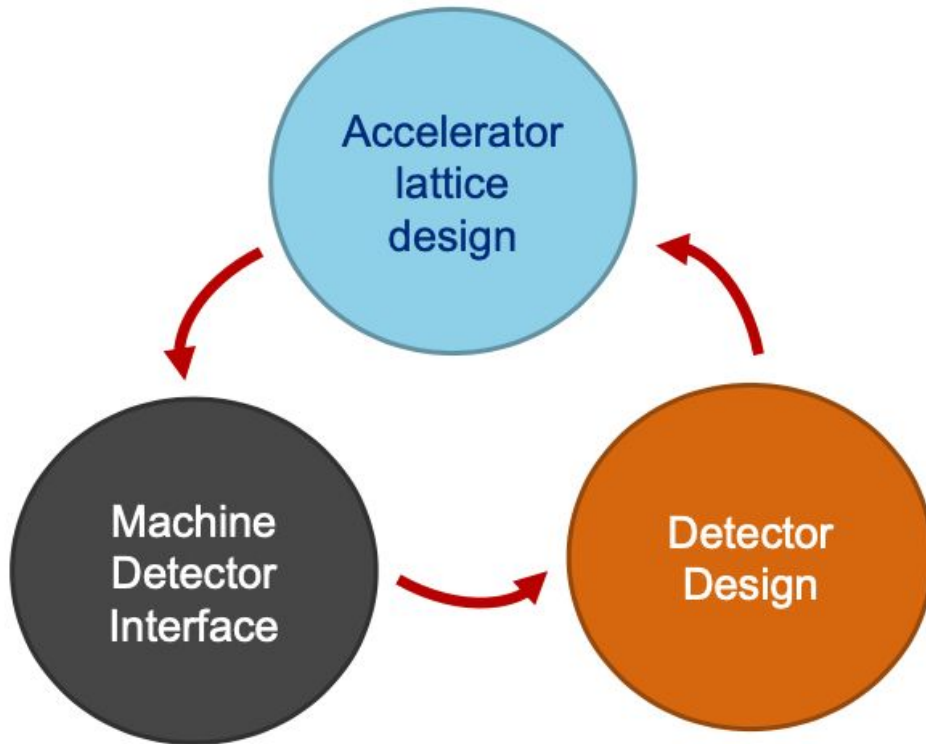 Accelerator
lattice
design
Machine
Detector
Interface
Detector
Design